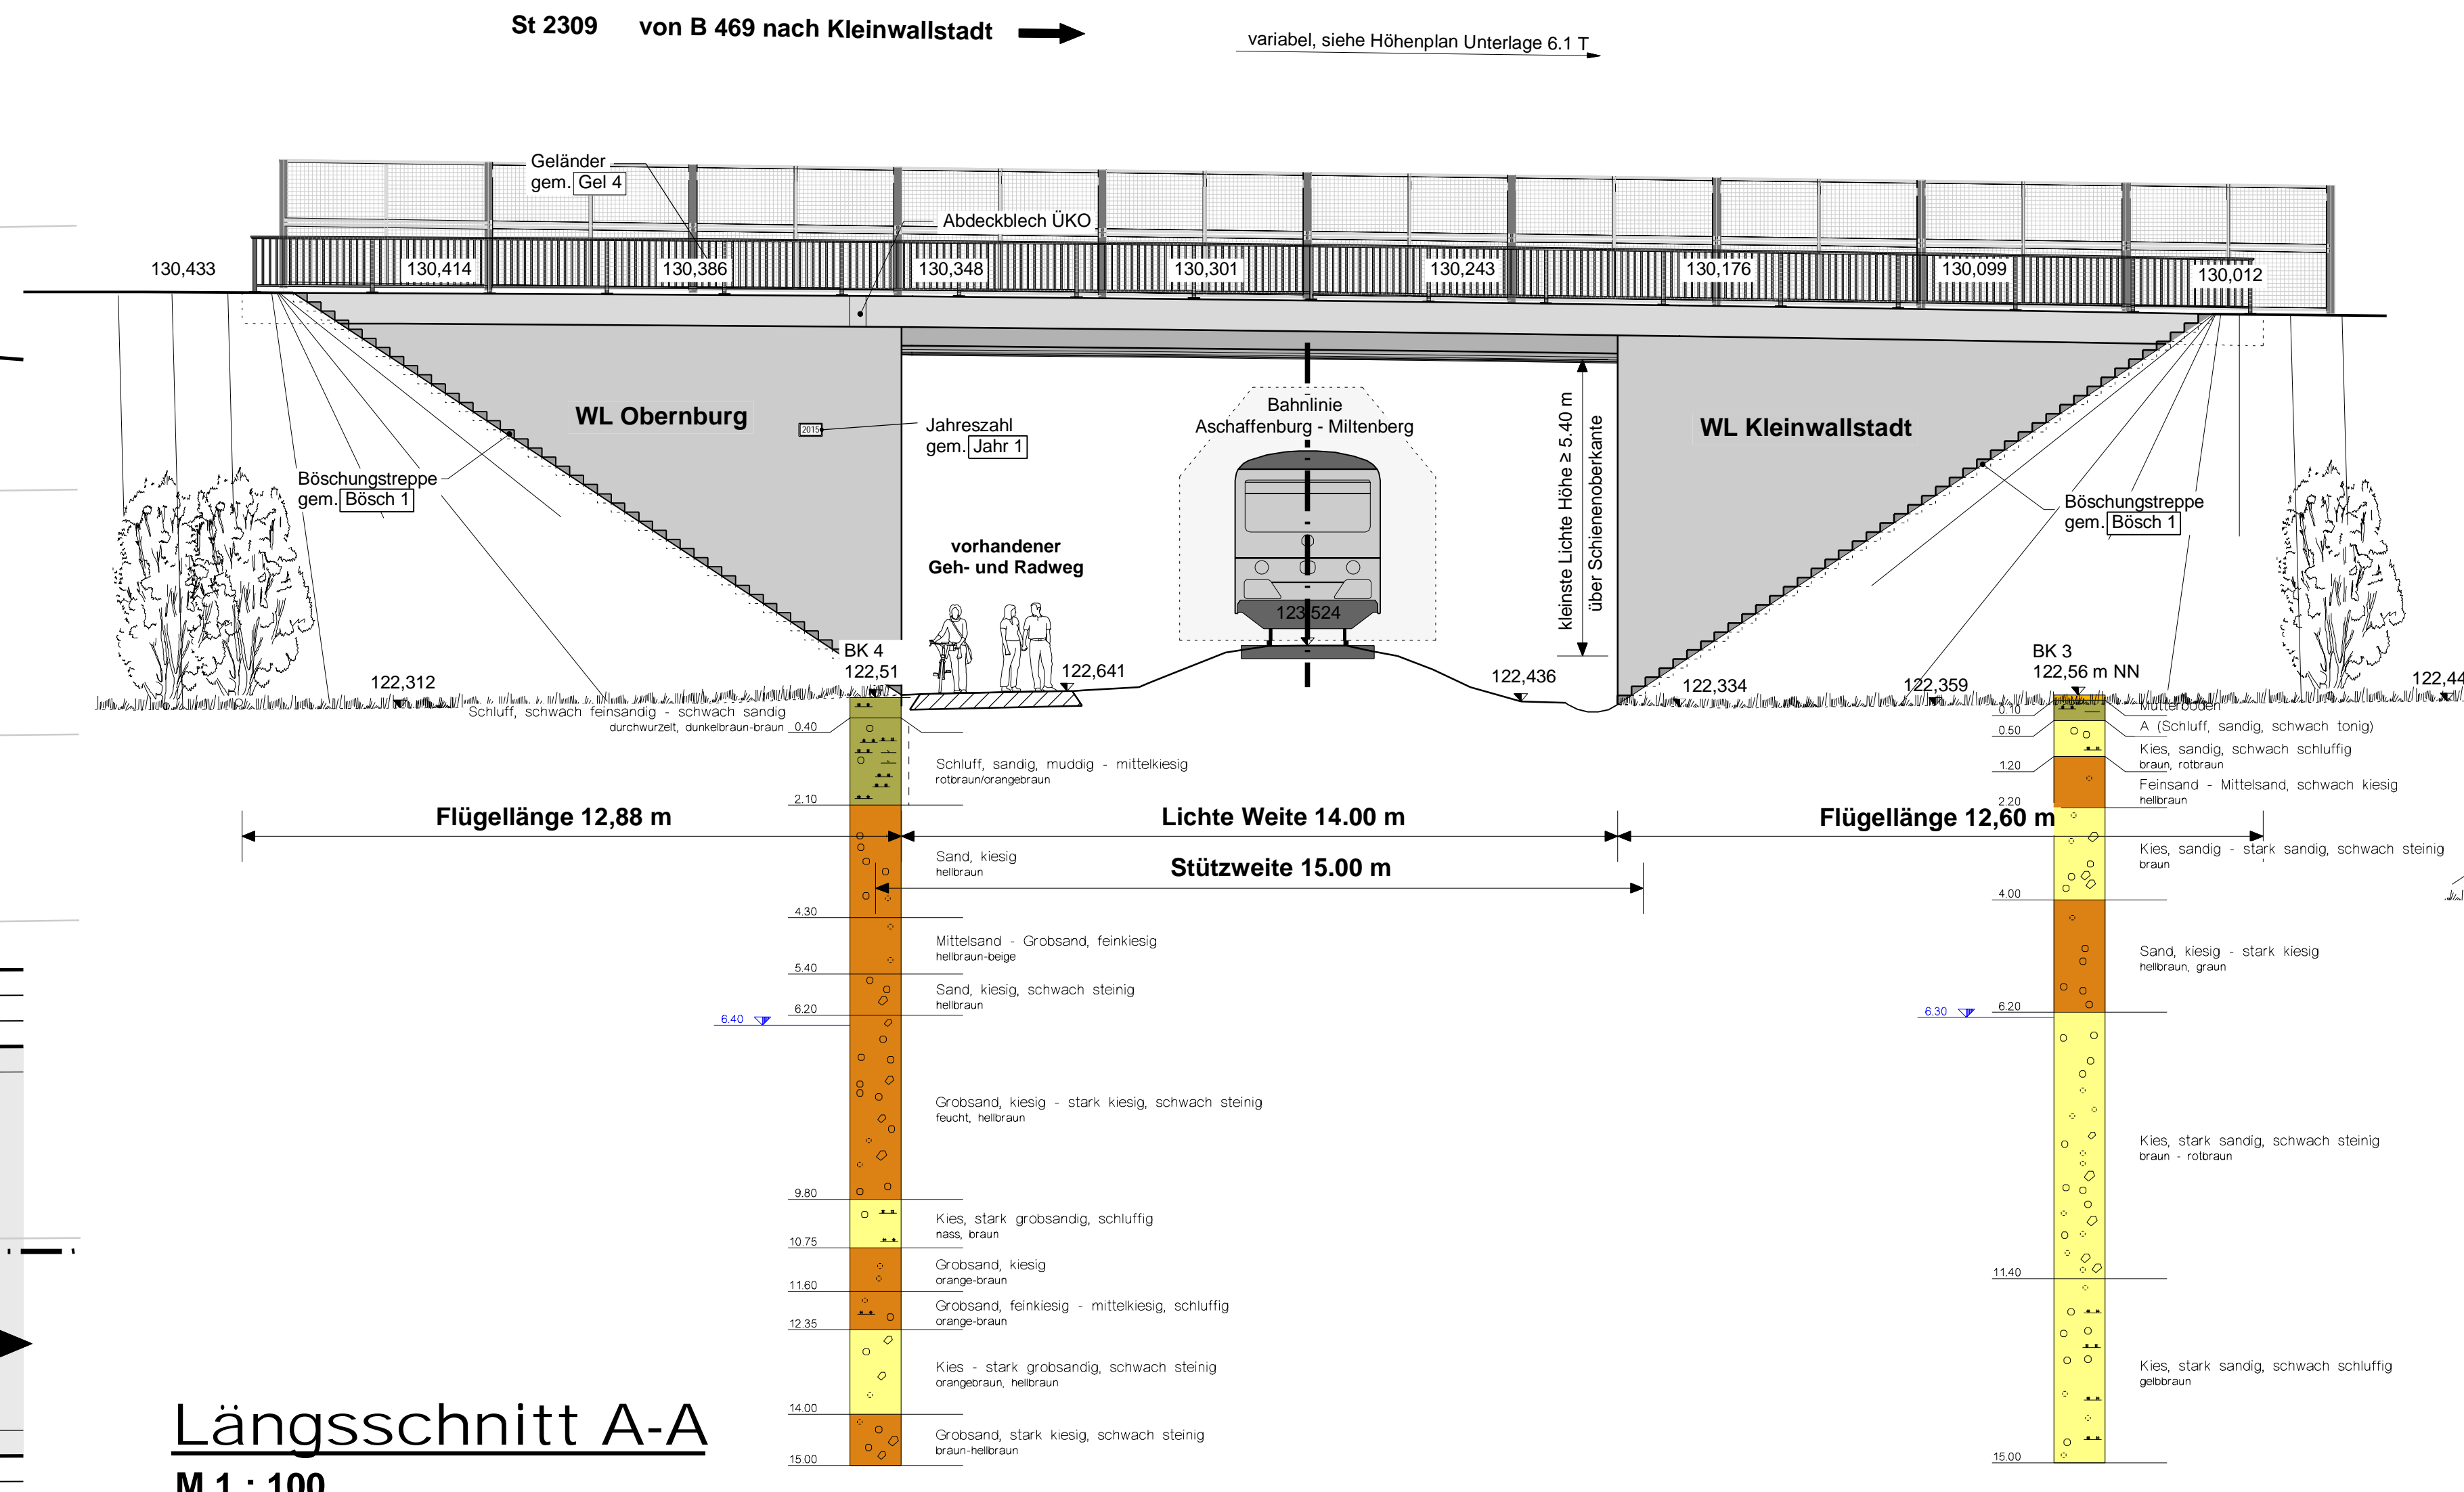 St 2309 von B 469 nach Kleinwallstadt
variabel, siehe Höhenplan Unterlage 6.1 T
Geländer
gem. Gel 4
Abdeckblech ÜKO
130,433 130,414 130,386 130,348 130,301 130,243 130,176 130,099 130,012
WL Obernburg
2015
Jahreszahl
gem. Jahr 1
Bahnlinie
Aschaffenburg - Miltenberg
kleinste Lichte Höhe ≥ 5.40 m
über Schienenoberkante
WL Kleinwallstadt
Böschungstreppe
gem. Bösch 1
Böschungstreppe
gem. Bösch 1
vorhandener
Geh- und Radweg
123,524
BK 4
122,51
122,312
122,641
122,436
122,334
122,359
BK 3
122,56 m NN
122,44
Schluff, schwach feinsandig - schwach sandig
durchwurzelt, dunkelbraun-braun
0.40
Schluff, sandig, muddig - mittelkiesig
rotbraun/orangebraun
2.10
Flügellänge 12,88 m
Lichte Weite 14.00 m
Flügellänge 12,60 m
Stützweite 15.00 m
Sand, kiesig
hellbraun
4.30
Mittelsand - Grobsand, feinkiesig
hellbraun-beige
5.40
Sand, kiesig, schwach steinig
hellbraun
6.20
6.40
Grobsand, kiesig - stark kiesig, schwach steinig
feucht, hellbraun
9.80
Kies, stark grobsandig, schluffig
nass, braun
10.75
Grobsand, kiesig
orange-braun
11.60
Grobsand, feinkiesig - mittelkiesig, schluffig
orange-braun
12.35
Kies - stark grobsandig, schwach steinig
orangebraun, hellbraun
14.00
Grobsand, stark kiesig, schwach steinig
braun-hellbraun
15.00
Mutterboden
0.10
A (Schluff, sandig, schwach tonig)
0.50
Kies, sandig, schwach schluffig
braun, rotbraun
1.20
Feinsand - Mittelsand, schwach kiesig
hellbraun
2.20
Kies, sandig - stark sandig, schwach steinig
braun
4.00
Sand, kiesig - stark kiesig
hellbraun, graun
6.20
6.30
Kies, stark sandig, schwach steinig
braun - rotbraun
11.40
Kies, stark sandig, schwach schluffig
gelbbraun
15.00
Längsschnitt A-A
M 1 : 100